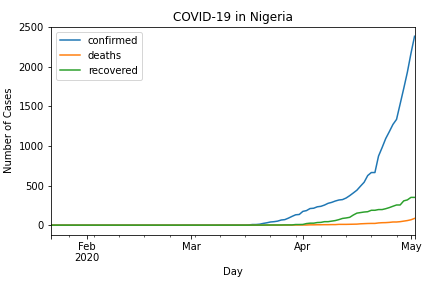 COVID-19 in Nigeria
confirmed
deaths
recovered
Number of Cases
2500
2000
1500
1000
500
0
Feb
2020
Mar
Apr
May
Day